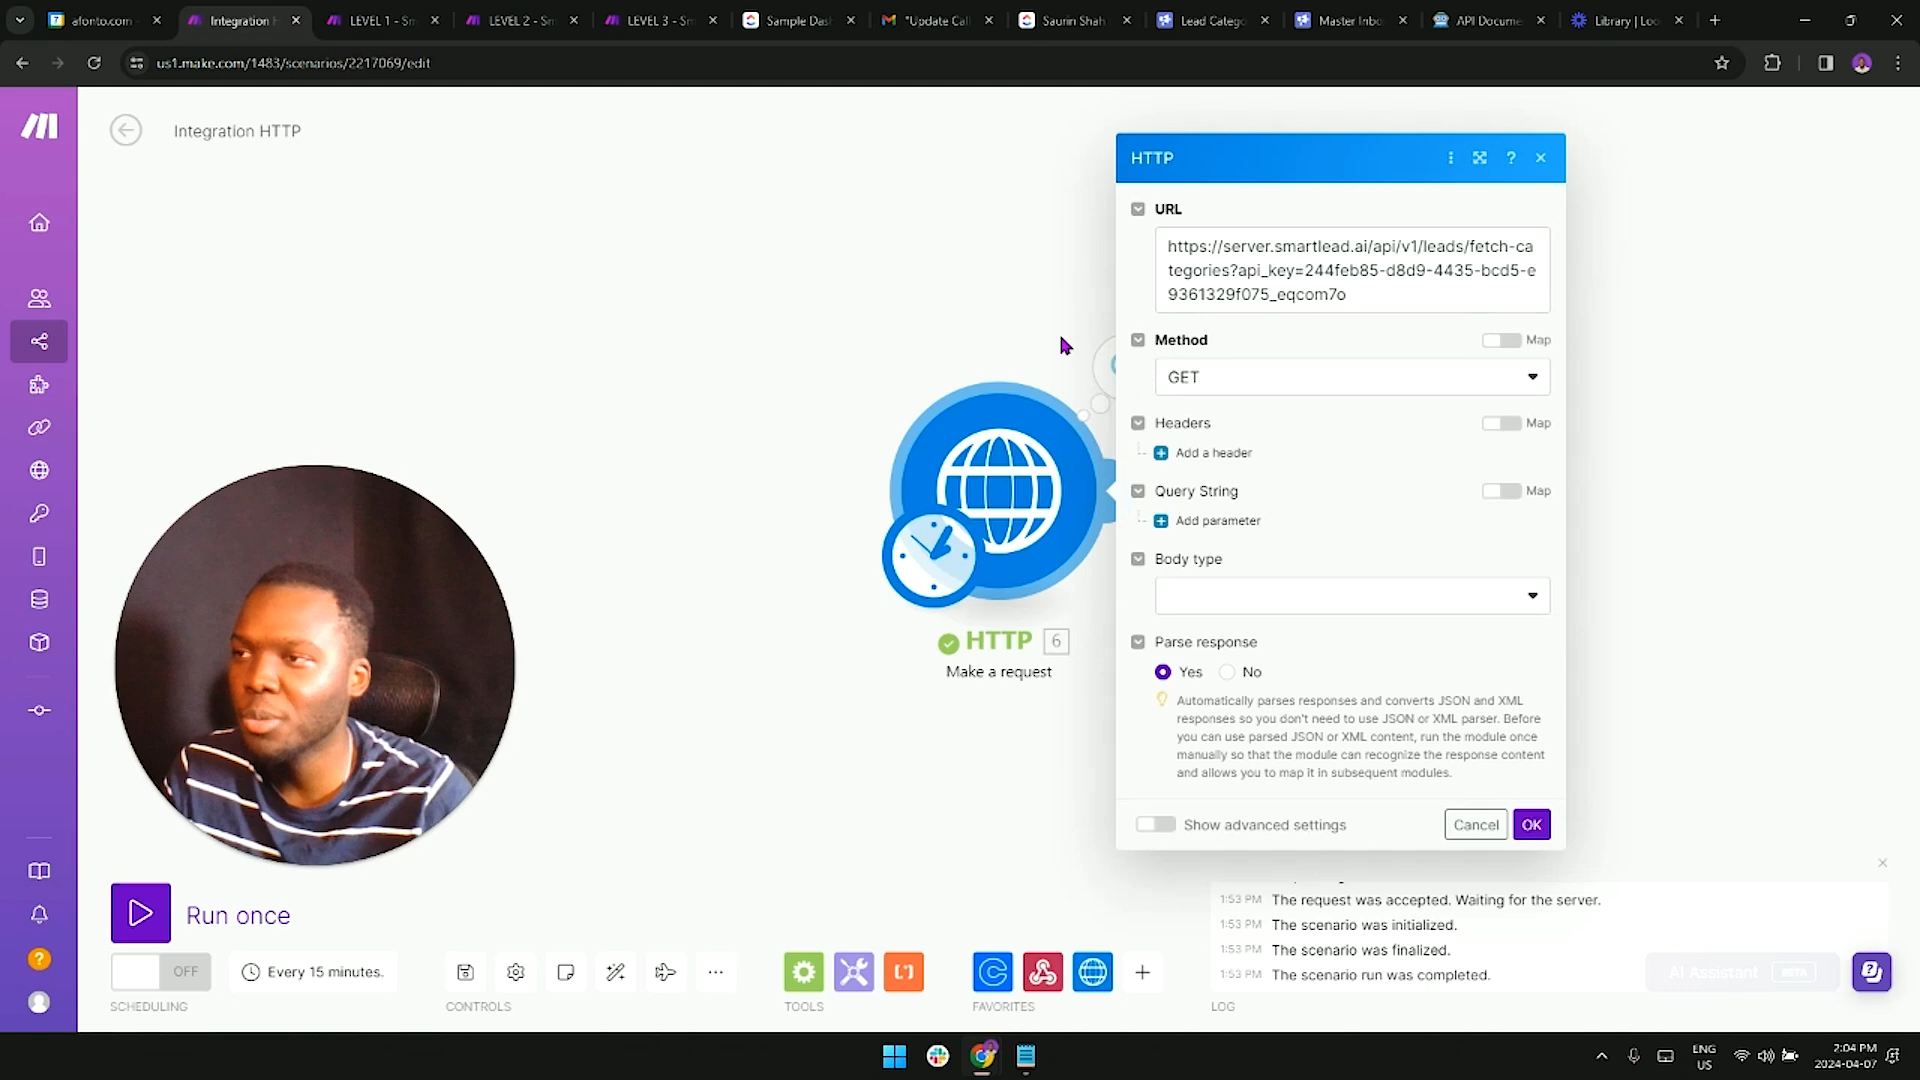 afonto.com -
Integration H
LEVEL 1 - Sm
LEVEL 2 - Sm
LEVEL 3 - Sm
Sample Das
"Update Cal
Saurin Shah
Lead Catego
Master Inbo
API Docume
Library | Loo
us1.make.com/1483/scenarios/2217069/edit
Integration HTTP
HTTP
URL
https://server.smartlead.ai/api/v1/leads/fetch-ca
tegories?api_key=244feb85-d8d9-4435-bcd5-e
9361329f075_eqcom7o
Method
Map
GET
Headers
Map
Add a header
Query String
Map
Add parameter
Body type
Parse response
Yes
No
Automatically parses responses and converts JSON and XML
responses so you don't need to use JSON or XML parser. Before
you can use parsed JSON or XML content, run the module once
manually so that the module can recognize the response content
and allows you to map it in subsequent modules.
Show advanced settings
Cancel
OK
HTTP 6
Make a request
Run once
OFF
Every 15 minutes.
SCHEDULING
CONTROLS
TOOLS
FAVORITES
1:53 PM The request was accepted. Waiting for the server.
1:53 PM The scenario was initialized.
1:53 PM The scenario was finalized.
1:53 PM The scenario run was completed.
LOG
AI Assistant BETA
ENG
US
2:04 PM
2024-04-07